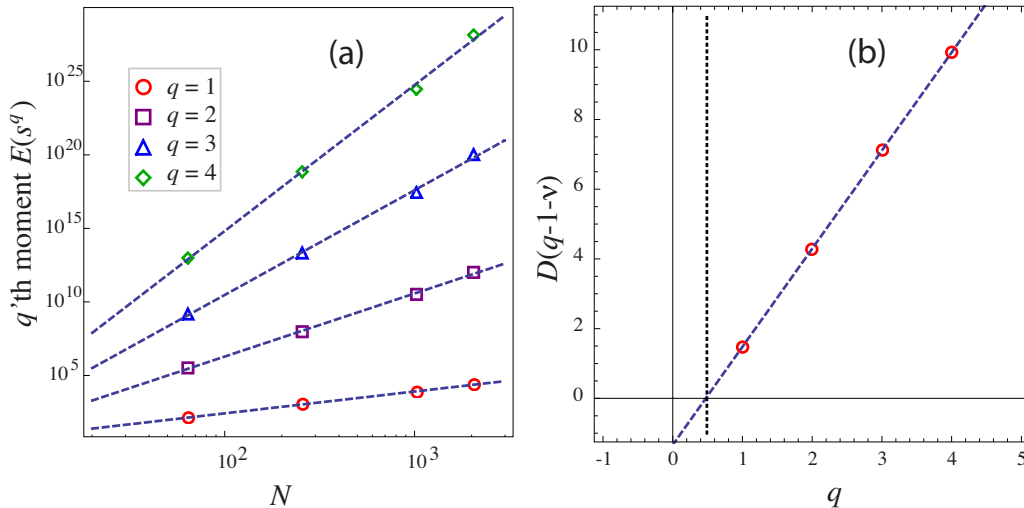 (a)
q = 1
q = 2
q = 3
q = 4
10^25
10^20
10^15
10^10
10^5
q'th moment E(s^q)
10^2
10^3
N
(b)
10
8
6
4
2
0
D(q-1-ν)
-1
0
1
2
3
4
5
q